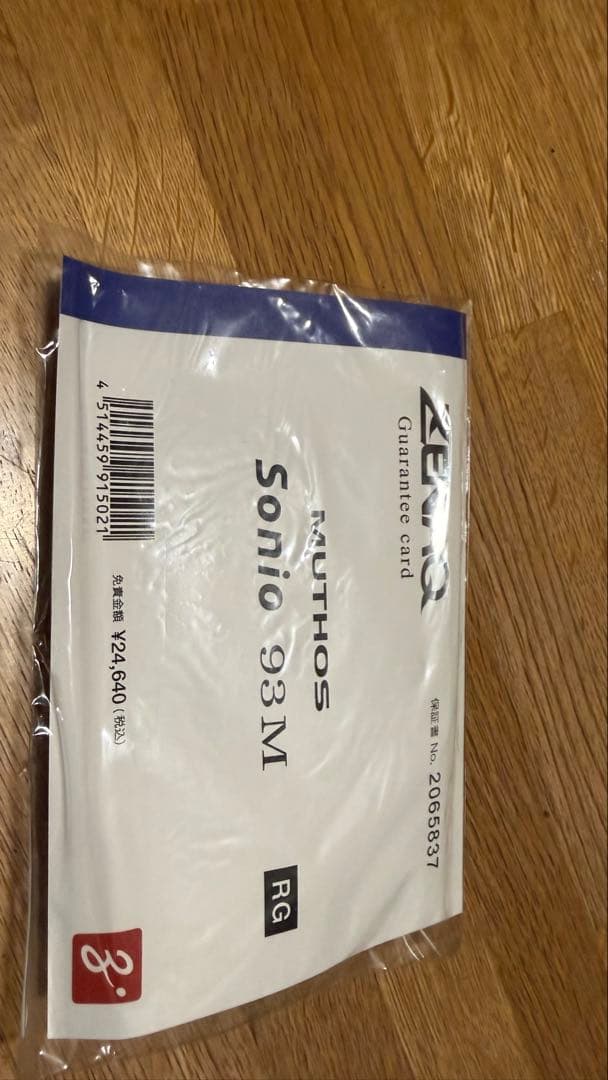 ZENAQ
Guarantee card
保証書 No. 2065837
MUTHOS
Sonio 93M
RG
4 514459 915021
免責金額 ¥24,640(税込)